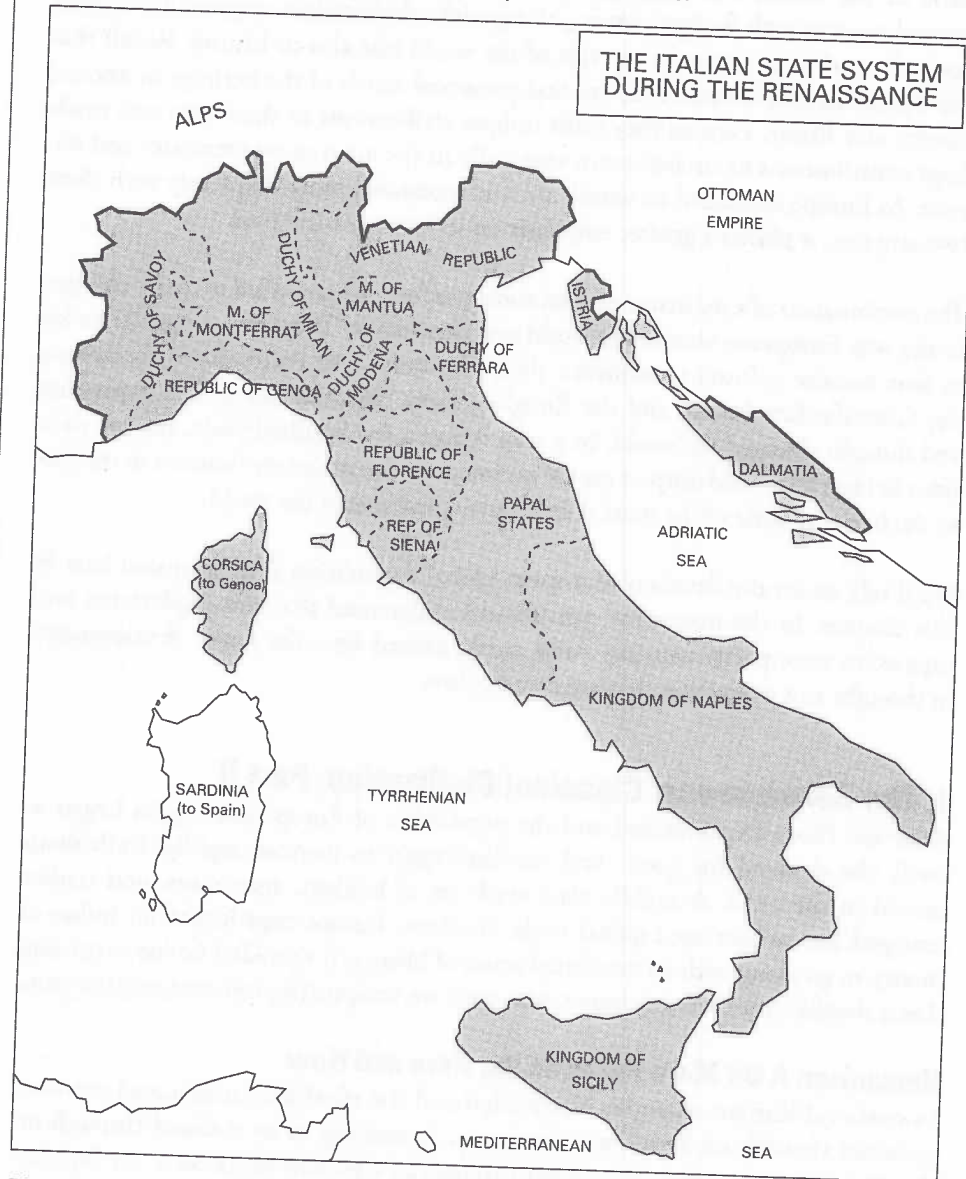 THE ITALIAN STATE SYSTEM
DURING THE RENAISSANCE
ALPS
OTTOMAN
EMPIRE
VENETIAN REPUBLIC
DUCHY OF SAVOY
DUCHY OF MILAN
M. OF
MANTUA
ISTRIA
M. OF
MONTFERRAT
DUCHY OF
MODENA
DUCHY OF
FERRARA
REPUBLIC OF GENOA
REPUBLIC OF
FLORENCE
DALMATIA
PAPAL
STATES
REP. OF
SIENA
ADRIATIC
SEA
CORSICA
(to Genoa)
KINGDOM OF NAPLES
SARDINIA
(to Spain)
TYRRHENIAN
SEA
KINGDOM OF
SICILY
MEDITERRANEAN SEA